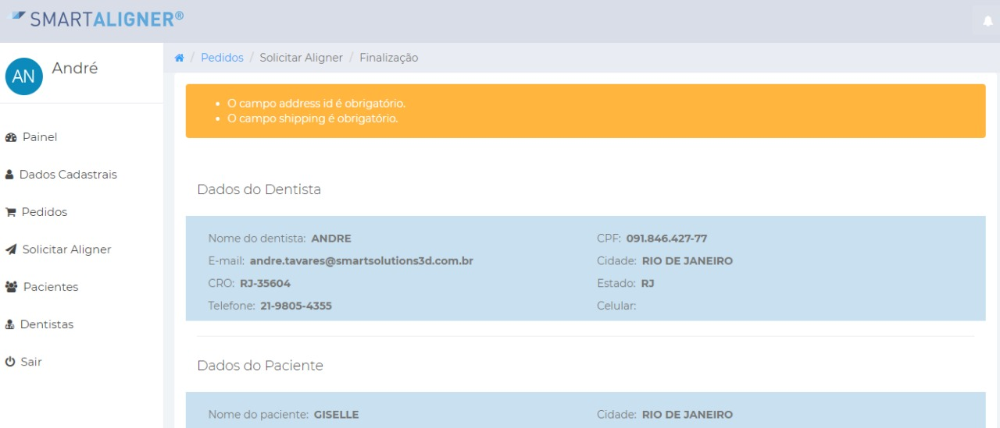 SMARTALIGNER®
AN
André
Pedidos / Solicitar Aligner / Finalização
O campo address id é obrigatório.
O campo shipping é obrigatório.
Painel
Dados Cadastrais
Pedidos
Solicitar Aligner
Pacientes
Dentistas
Sair
Dados do Dentista
Nome do dentista: ANDRE
CPF: 091.846.427-77
E-mail: andre.tavares@smartsolutions3d.com.br
Cidade: RIO DE JANEIRO
CRO: RJ-35604
Estado: RJ
Telefone: 21-9805-4355
Celular:
Dados do Paciente
Nome do paciente: GISELLE
Cidade: RIO DE JANEIRO